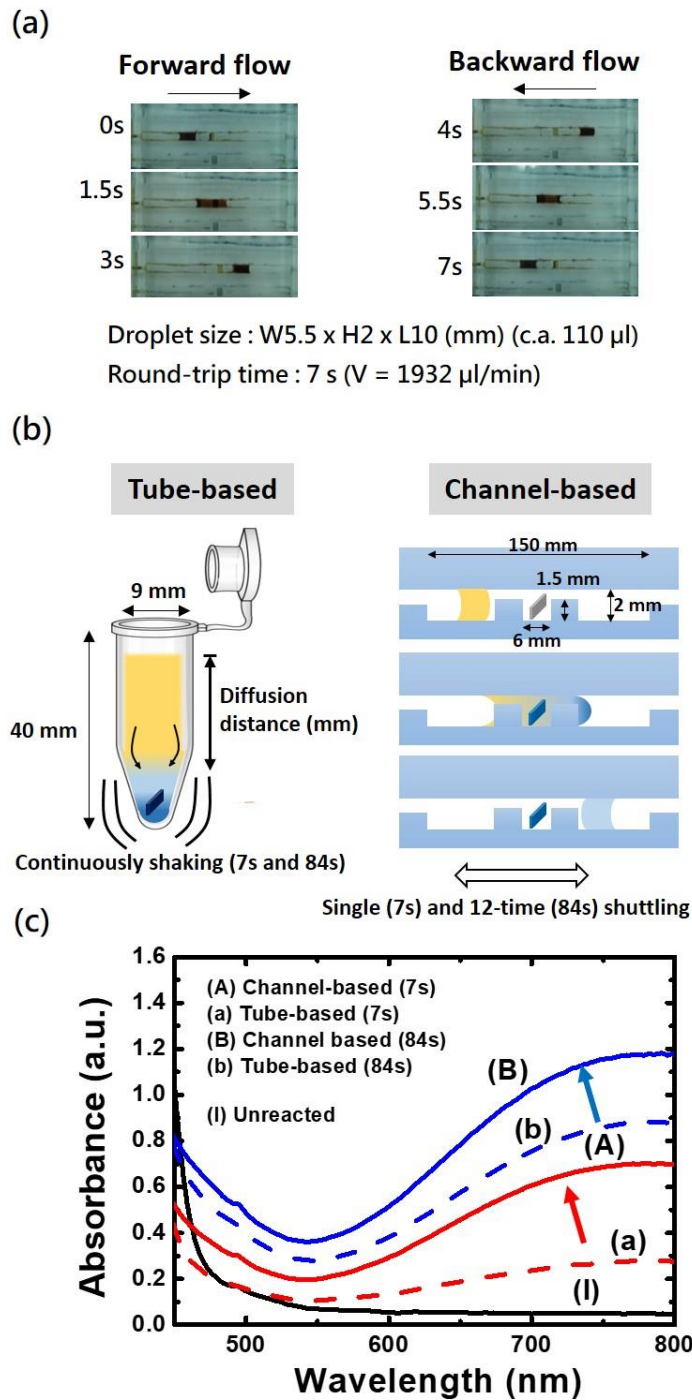 (a)
Forward flow
Backward flow
0s
4s
1.5s
5.5s
3s
7s
Droplet size : W5.5 x H2 x L10 (mm) (c.a. 110 µl)
Round-trip time : 7 s (V = 1932 µl/min)
(b)
Tube-based
Channel-based
9 mm
40 mm
Diffusion
distance (mm)
Continuously shaking (7s and 84s)
150 mm
1.5 mm
2 mm
6 mm
Single (7s) and 12-time (84s) shuttling
(c)
Absorbance (a.u.)
1.6
1.4
1.2
1.0
0.8
0.6
0.4
0.2
0.0
(A) Channel-based (7s)
(a) Tube-based (7s)
(B) Channel based (84s)
(b) Tube-based (84s)
(I) Unreacted
(B)
(b)
(A)
(a)
(I)
500
600
700
800
Wavelength (nm)